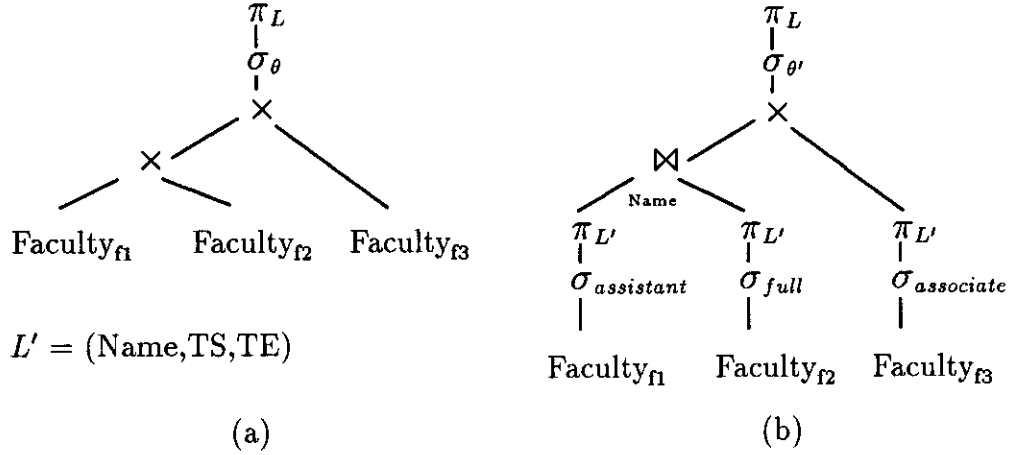 π_L π_L
σ_θ σ_θ′
× ×
× ⋈
Name
Faculty_f1 Faculty_f2 Faculty_f3 π_L′ π_L′ π_L′
σ_assistant σ_full σ_associate
L′ = (Name,TS,TE)
Faculty_f1 Faculty_f2 Faculty_f3
(a) (b)